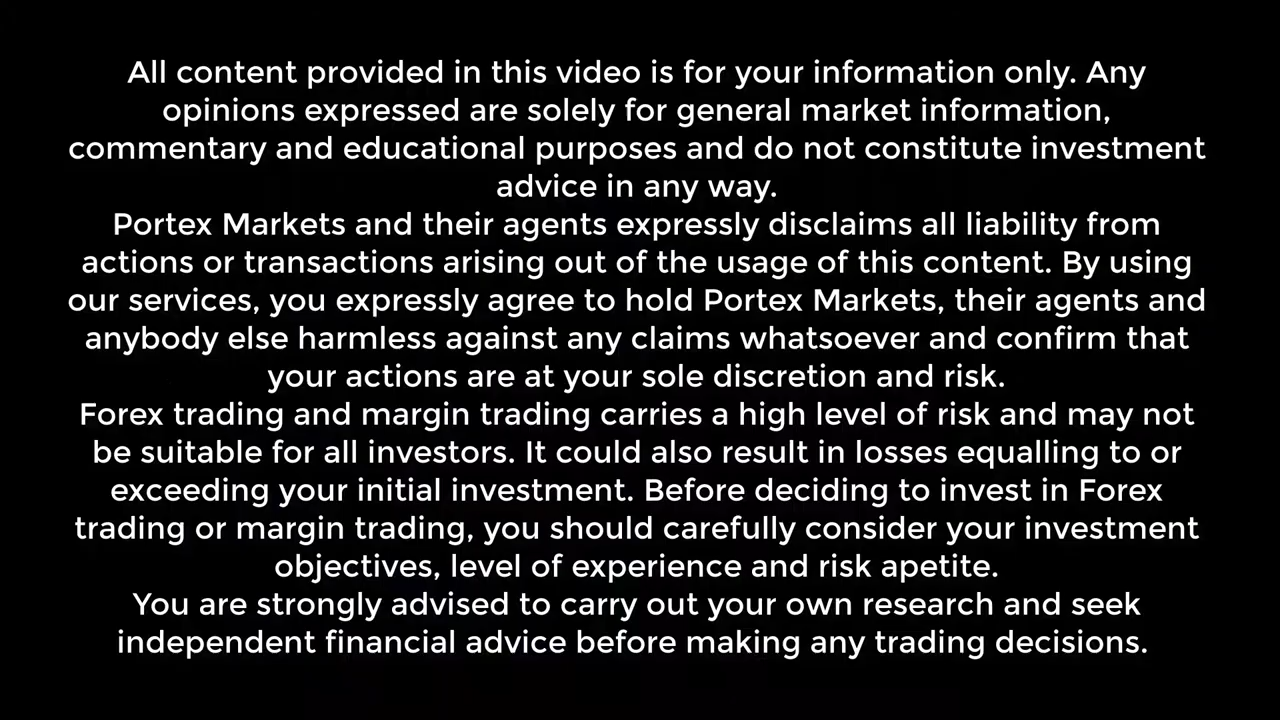 All content provided in this video is for your information only. Any
opinions expressed are solely for general market information,
commentary and educational purposes and do not constitute investment
advice in any way.
Portex Markets and their agents expressly disclaims all liability from
actions or transactions arising out of the usage of this content. By using
our services, you expressly agree to hold Portex Markets, their agents and
anybody else harmless against any claims whatsoever and confirm that
your actions are at your sole discretion and risk.
Forex trading and margin trading carries a high level of risk and may not
be suitable for all investors. It could also result in losses equalling to or
exceeding your initial investment. Before deciding to invest in Forex
trading or margin trading, you should carefully consider your investment
objectives, level of experience and risk apetite.
You are strongly advised to carry out your own research and seek
independent financial advice before making any trading decisions.